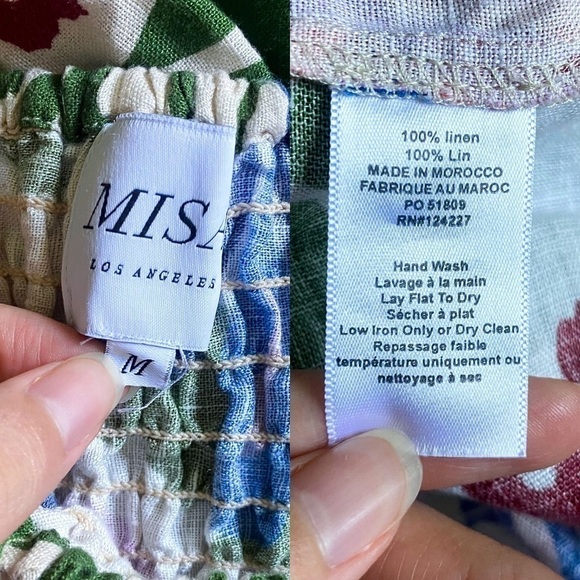 MISA
LOS ANGELES
M
100% linen
100% Lin
MADE IN MOROCCO
FABRIQUE AU MAROC
PO 51809
RN#124227
Hand Wash
Lavage à la main
Lay Flat To Dry
Sécher à plat
Low Iron Only or Dry Clean
Repassage faible
température uniquement ou
nettoyage à sec